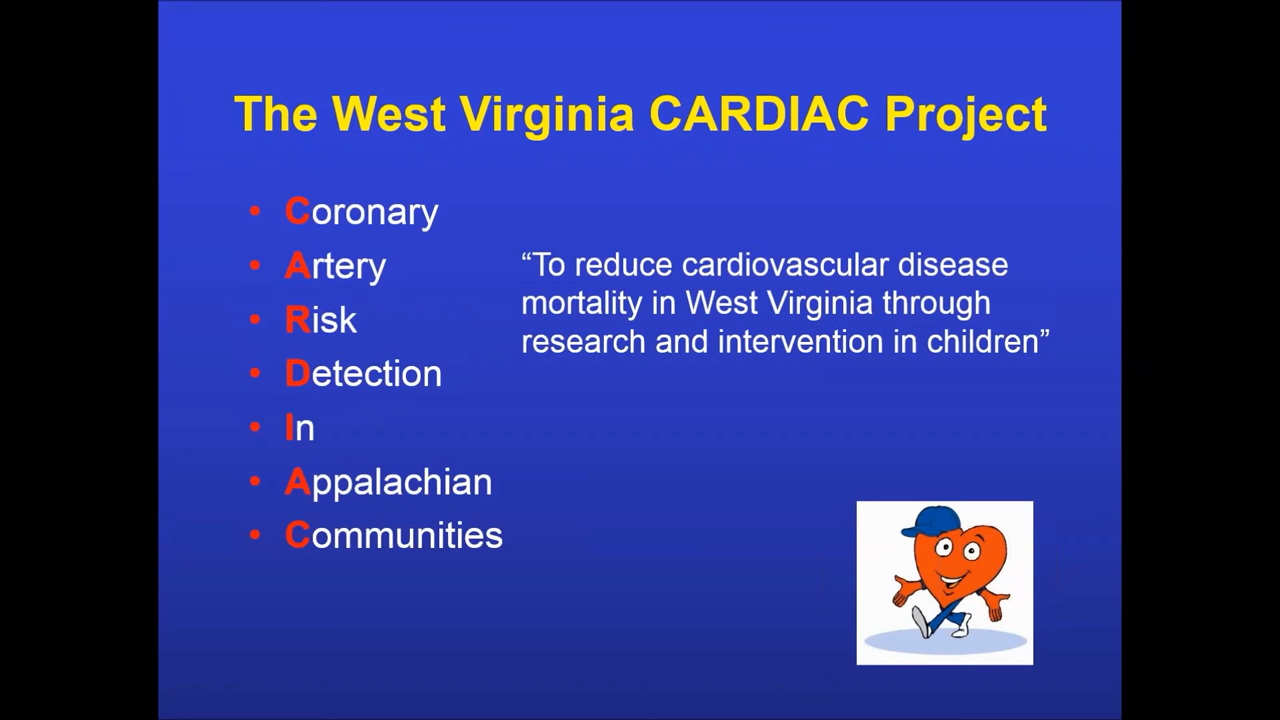 The West Virginia CARDIAC Project
• Coronary
• Artery
• Risk
• Detection
• In
• Appalachian
• Communities
“To reduce cardiovascular disease
mortality in West Virginia through
research and intervention in children”